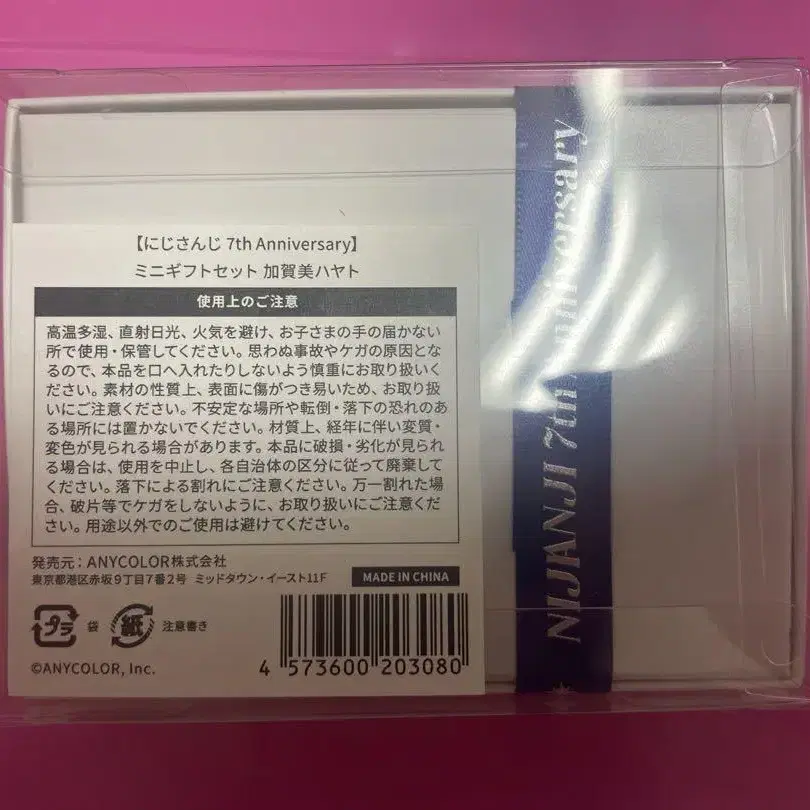 【にじさんじ 7th Anniversary】
ミニギフトセット 加賀美ハヤト
使用上のご注意
高温多湿、直射日光、火気を避け、お子さまの手の届かない
所で使用・保管してください。思わぬ事故やケガの原因とな
るので、本品を口へ入れたりしないよう慎重にお取り扱いく
ださい。素材の性質上、表面に傷がつき易いため、お取り扱
いにご注意ください。不安定な場所や転倒・落下の恐れのあ
る場所には置かないでください。材質上、経年に伴い変質・
変色が見られる場合があります。本品に破損・劣化が見られ
る場合は、使用を中止し、各自治体の区分に従って廃棄して
ください。落下による割れにご注意ください。万一割れた場
合、破片等でケガをしないように、お取り扱いにご注意くだ
さい。用途以外でのご使用は避けてください。
発売元：ANYCOLOR株式会社
東京都港区赤坂9丁目7番2号 ミッドタウン・イースト11F
MADE IN CHINA
プラ 袋 紙 注意書き
©ANYCOLOR, Inc.
4 573600 203080
NIJIANJI 7th Anniversary